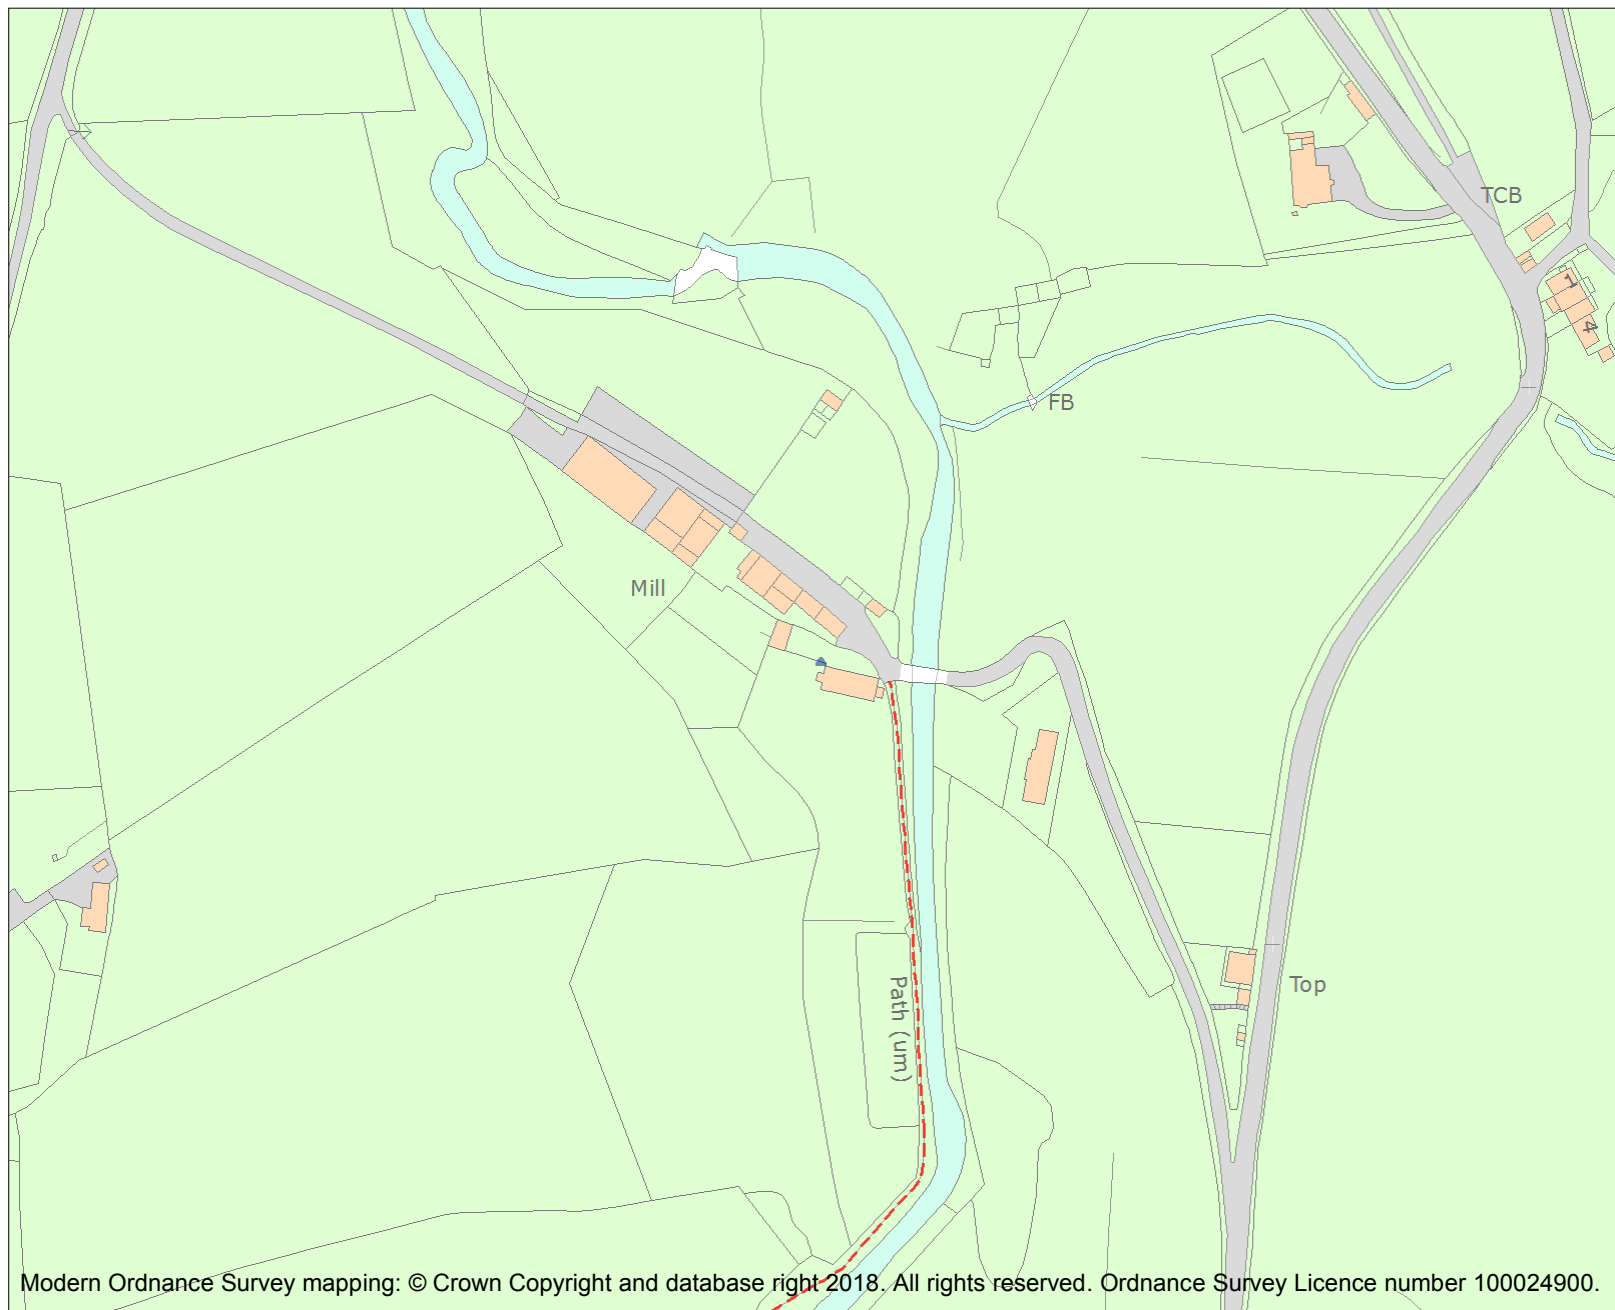 TCB
1
4
FB
Mill
Top
Path (um)
Modern Ordnance Survey mapping: © Crown Copyright and database right 2018. All rights reserved. Ordnance Survey Licence number 100024900.